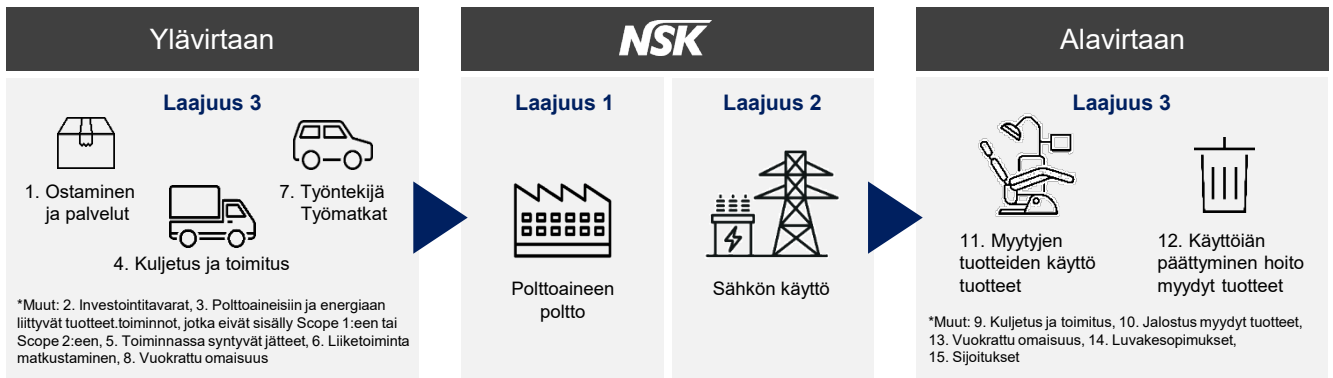 Ylävirtaan
Laajuus 3
1. Ostaminen
ja palvelut
7. Työntekijä
Työmatkat
4. Kuljetus ja toimitus
*Muut: 2. Investointitavarat, 3. Polttoaineisiin ja energiaan
liittyvät tuotteet.toiminnot, jotka eivät sisälly Scope 1:een tai
Scope 2:een, 5. Toiminnassa syntyvät jätteet, 6. Liiketoiminta
matkustaminen, 8. Vuokrattu omaisuus
NSK
Laajuus 1
Polttoaineen
poltto
Laajuus 2
Sähkön käyttö
Alavirtaan
Laajuus 3
11. Myytyjen
tuotteiden käyttö
tuotteet
12. Käyttöiän
päättyminen hoito
myydyt tuotteet
*Muut: 9. Kuljetus ja toimitus, 10. Jalostus myydyt tuotteet,
13. Vuokrattu omaisuus, 14. Luvakesopimukset,
15. Sijoitukset